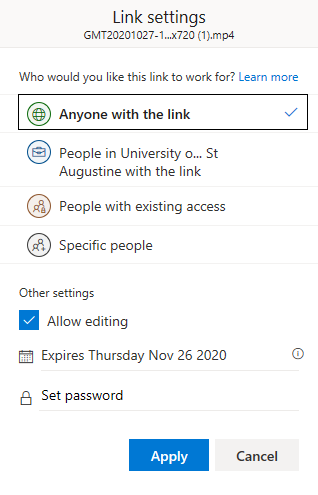 Link settings
GMT20201027-1...x720 (1).mp4
Who would you like this link to work for? Learn more
Anyone with the link
People in University o... St
Augustine with the link
People with existing access
Specific people
Other settings
Allow editing
Expires Thursday Nov 26 2020
Set password
Apply Cancel